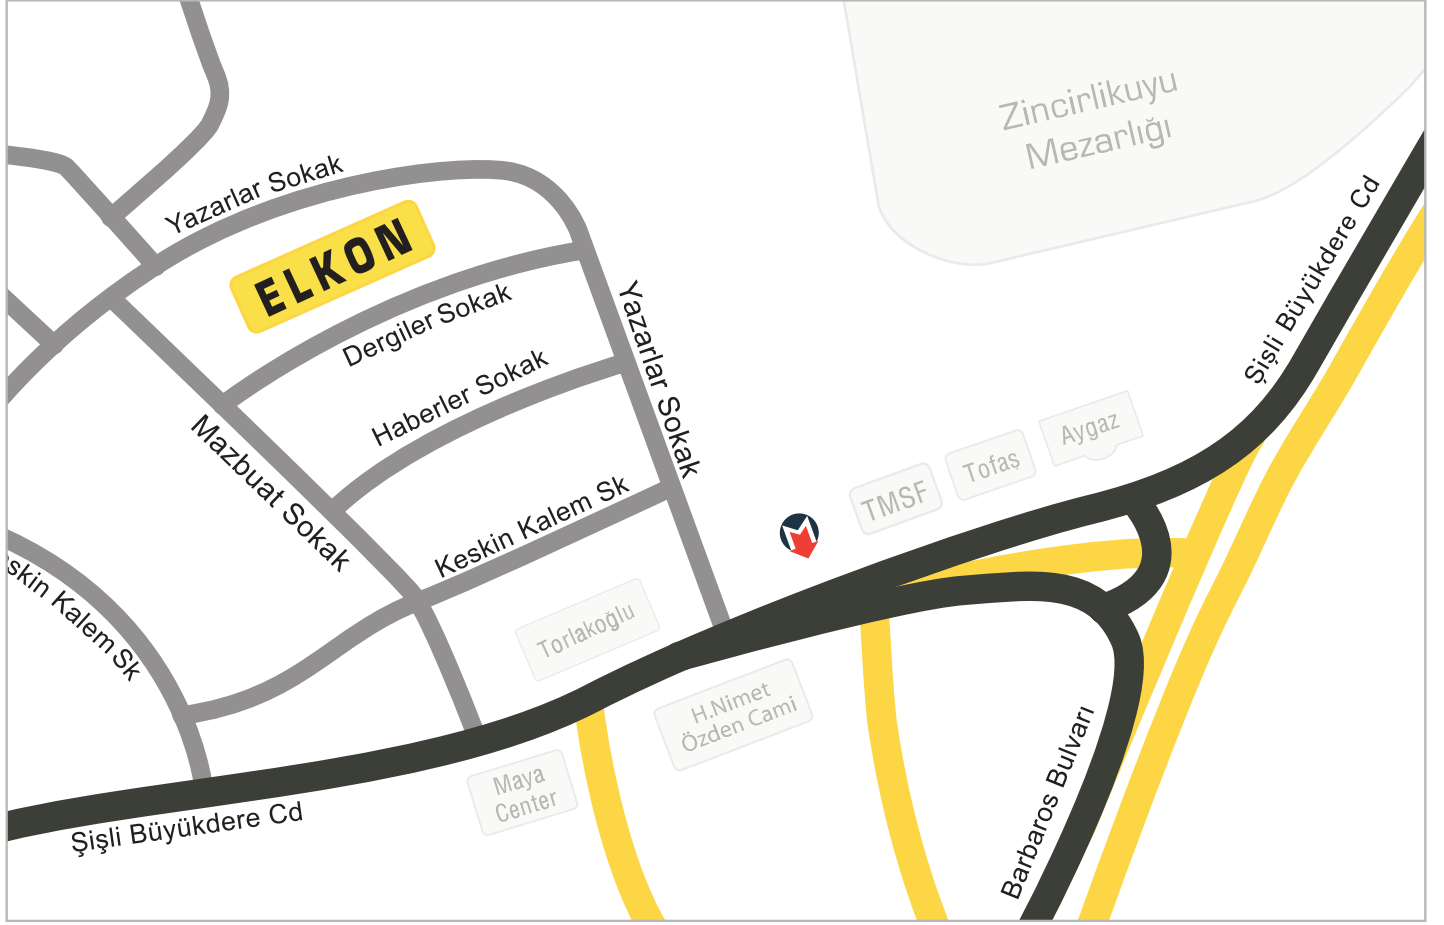 Zincirlikuyu
Mezarlığı
Yazarlar Sokak
ELKON
Dergiler Sokak
Yazarlar Sokak
Şişli Büyükdere Cd
Haberler Sokak
Mazbuat Sokak
Aygaz
Tofaş
TMSF
Keskin Kalem Sk
skin Kalem Sk
Torlakoğlu
H.Nimet
Özden Cami
Maya
Center
Şişli Büyükdere Cd
Barbaros Bulvarı